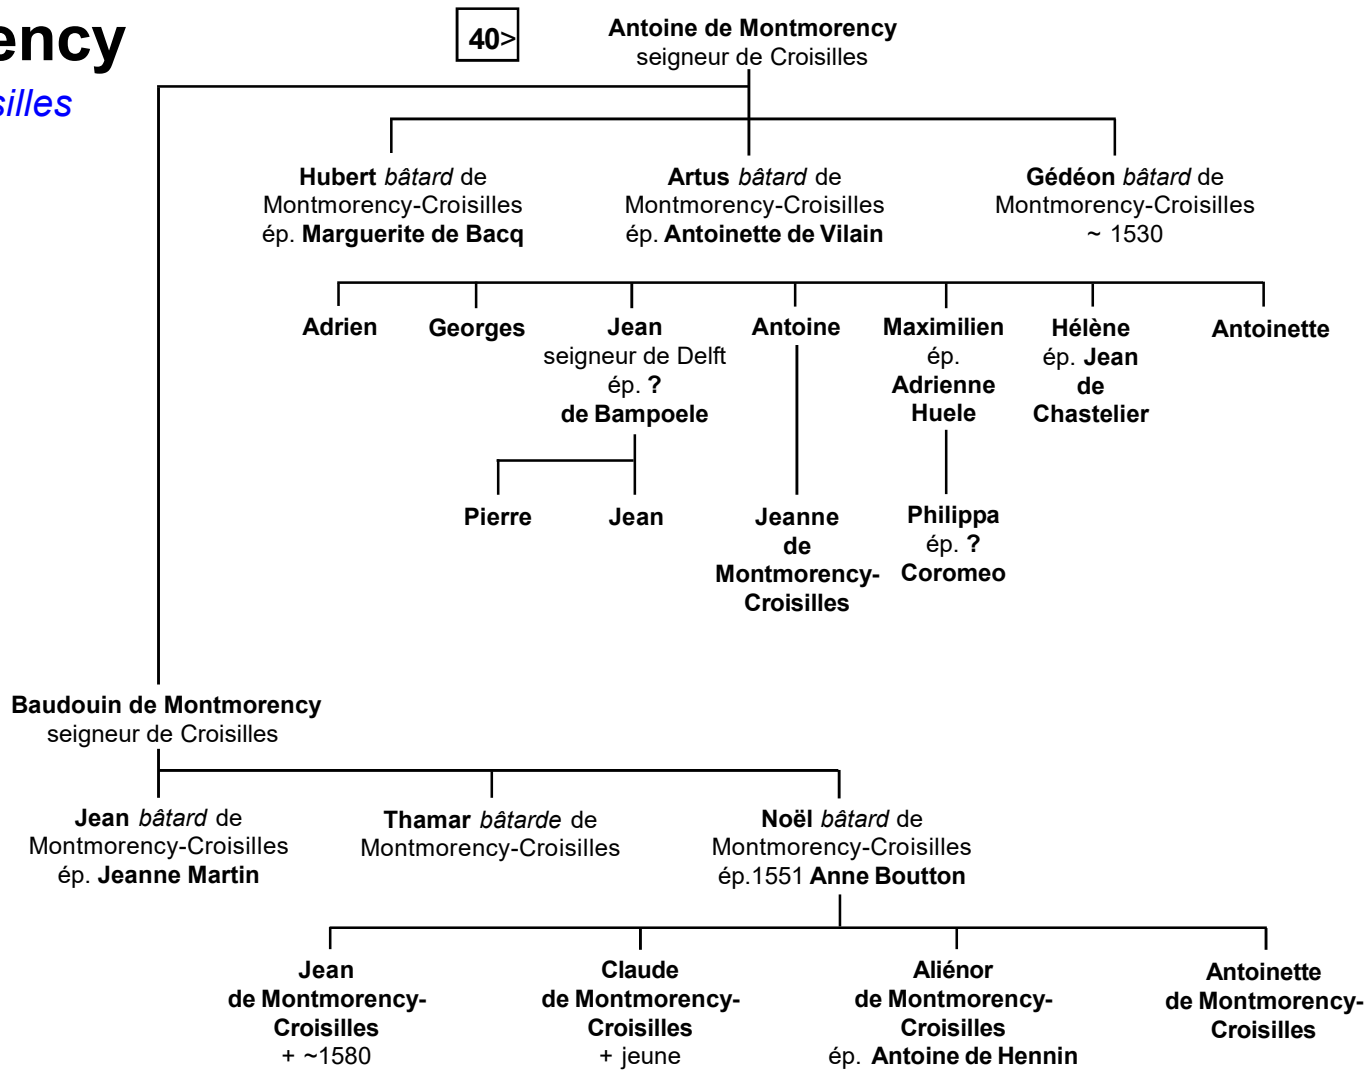 ency
silles
40>
Antoine de Montmorency
seigneur de Croisilles
Hubert bâtard de
Montmorency-Croisilles
ép. Marguerite de Bacq
Artus bâtard de
Montmorency-Croisilles
ép. Antoinette de Vilain
Gédéon bâtard de
Montmorency-Croisilles
~ 1530
Adrien
Georges
Jean
seigneur de Delft
ép. ?
de Bampoele
Antoine
Maximilien
ép.
Adrienne
Huele
Hélène
ép. Jean
de
Chastelier
Antoinette
Pierre
Jean
Jeanne
de
Montmorency-
Croisilles
Philippa
ép. ?
Coromeo
Baudouin de Montmorency
seigneur de Croisilles
Jean bâtard de
Montmorency-Croisilles
ép. Jeanne Martin
Thamar bâtarde de
Montmorency-Croisilles
Noël bâtard de
Montmorency-Croisilles
ép.1551 Anne Boutton
Jean
de Montmorency-
Croisilles
+ ~1580
Claude
de Montmorency-
Croisilles
+ jeune
Aliénor
de Montmorency-
Croisilles
ép. Antoine de Hennin
Antoinette
de Montmorency-
Croisilles